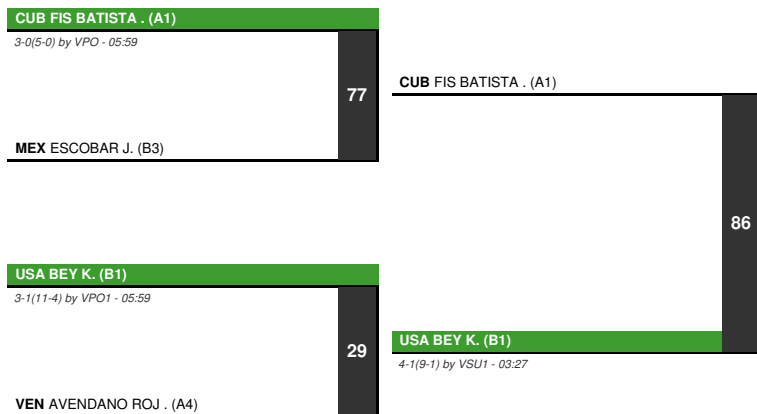 CUB FIS BATISTA . (A1)
3-0(5-0) by VPO - 05:59
77
MEX ESCOBAR J. (B3)
USA BEY K. (B1)
3-1(11-4) by VPO1 - 05:59
29
VEN AVENDANO ROJ . (A4)
CUB FIS BATISTA . (A1)
86
USA BEY K. (B1)
4-1(9-1) by VSU1 - 03:27